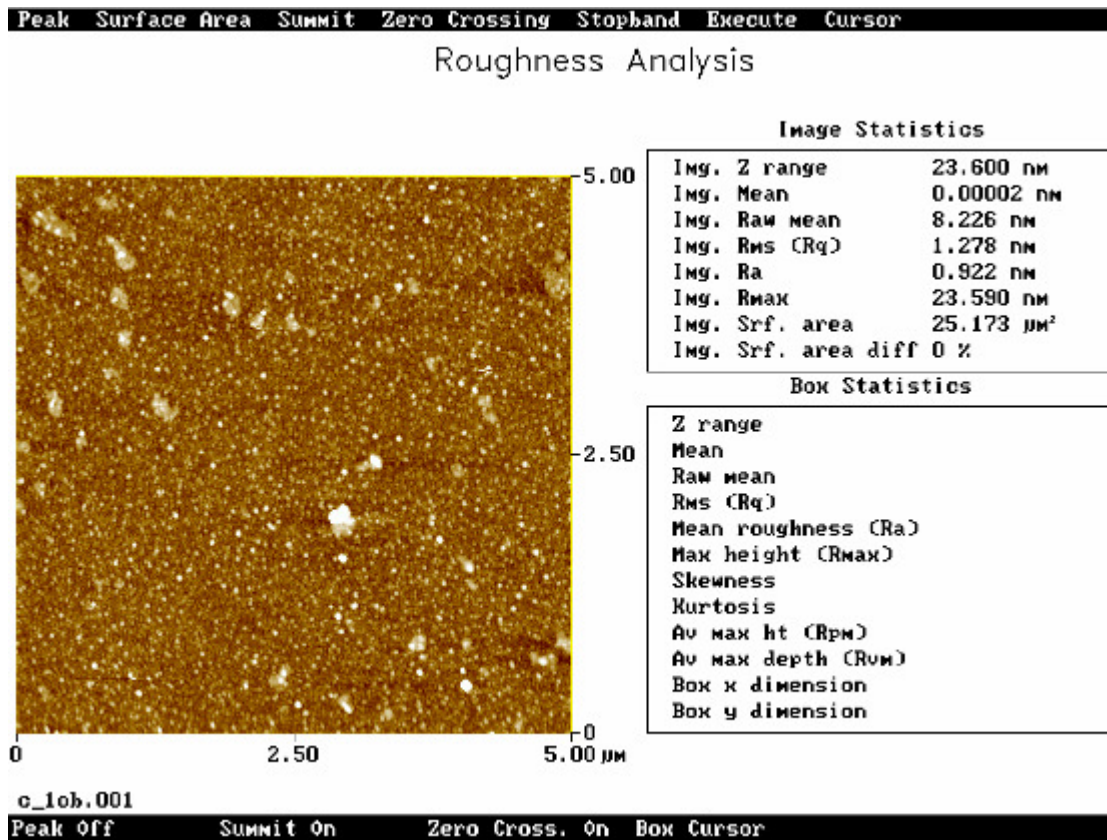 Peak Surface Area Summit Zero Crossing Stopband Execute Cursor
Roughness Analysis
Image Statistics
Img. Z range 23.600 nm
Img. Mean 0.00002 nm
Img. Raw mean 8.226 nm
Img. Rms (Rq) 1.278 nm
Img. Ra 0.922 nm
Img. Rmax 23.590 nm
Img. Srf. area 25.173 µm²
Img. Srf. area diff 0 %
Box Statistics
Z range
Mean
Raw mean
Rms (Rq)
Mean roughness (Ra)
Max height (Rmax)
Skewness
Kurtosis
Av max ht (Rpm)
Av max depth (Rvm)
Box x dimension
Box y dimension
5.00
2.50
0
0 2.50 5.00 µm
c_1ob.001
Peak Off Summit On Zero Cross. On Box Cursor